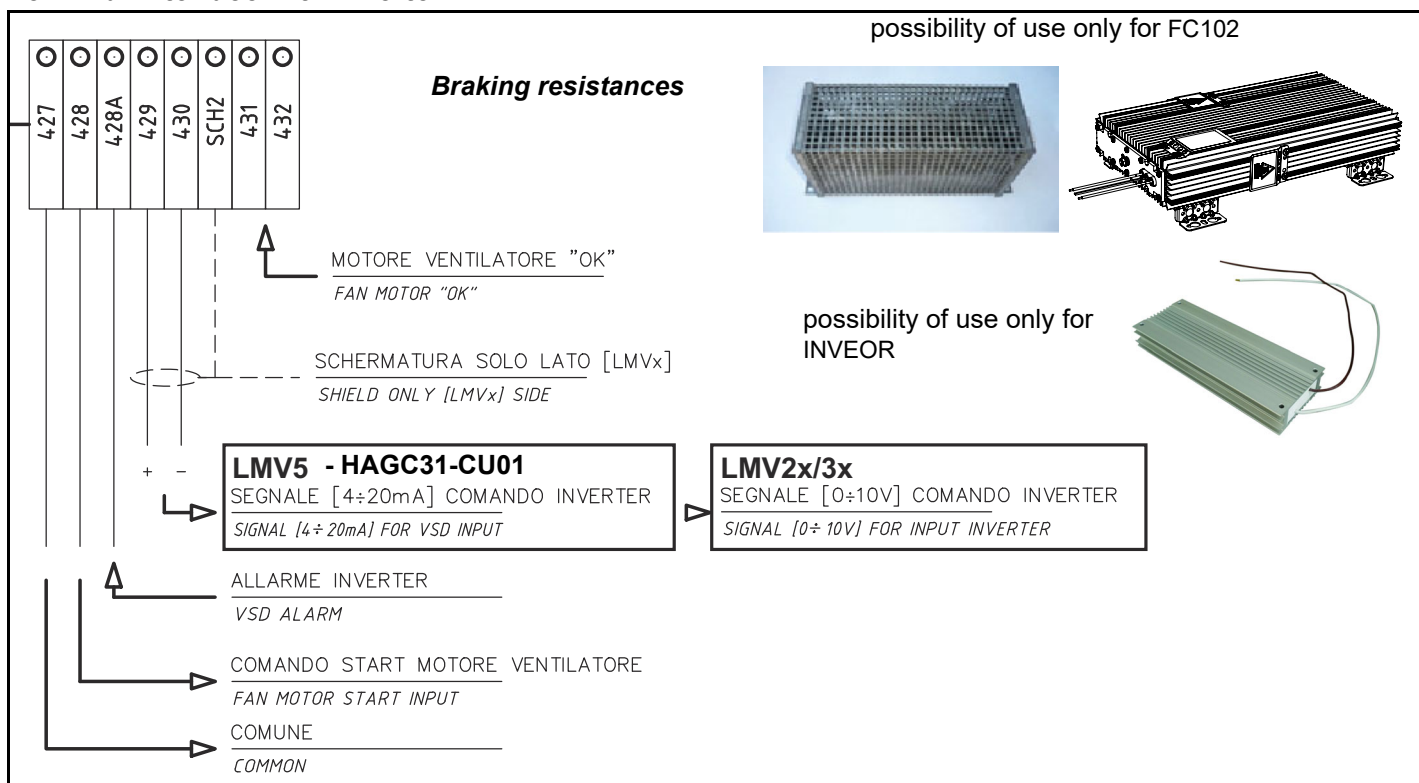 possibility of use only for FC102
427
428
428A
429
430
SCH2
431
432
Braking resistances
MOTORE VENTILATORE "OK"
FAN MOTOR "OK"
possibility of use only for
INVEOR
SCHERMATURA SOLO LATO [LMVx]
SHIELD ONLY [LMVx] SIDE
+ -
LMV5 - HAGC31-CU01
SEGNALE [4÷20mA] COMANDO INVERTER
SIGNAL [4÷20mA] FOR VSD INPUT
LMV2x/3x
SEGNALE [0÷10V] COMANDO INVERTER
SIGNAL [0÷10V] FOR INPUT INVERTER
ALLARME INVERTER
VSD ALARM
COMANDO START MOTORE VENTILATORE
FAN MOTOR START INPUT
COMUNE
COMMON